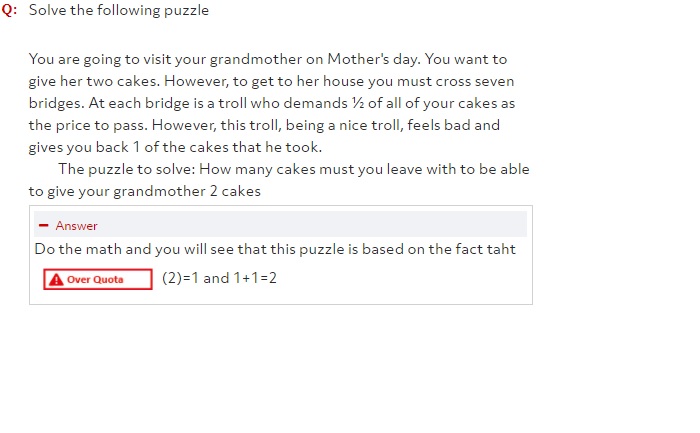 Q: Solve the following puzzle
You are going to visit your grandmother on Mother's day. You want to
give her two cakes. However, to get to her house you must cross seven
bridges. At each bridge is a troll who demands ½ of all of your cakes as
the price to pass. However, this troll, being a nice troll, feels bad and
gives you back 1 of the cakes that he took.
The puzzle to solve: How many cakes must you leave with to be able
to give your grandmother 2 cakes
Answer
Do the math and you will see that this puzzle is based on the fact taht
Over Quota (2)=1 and 1+1=2